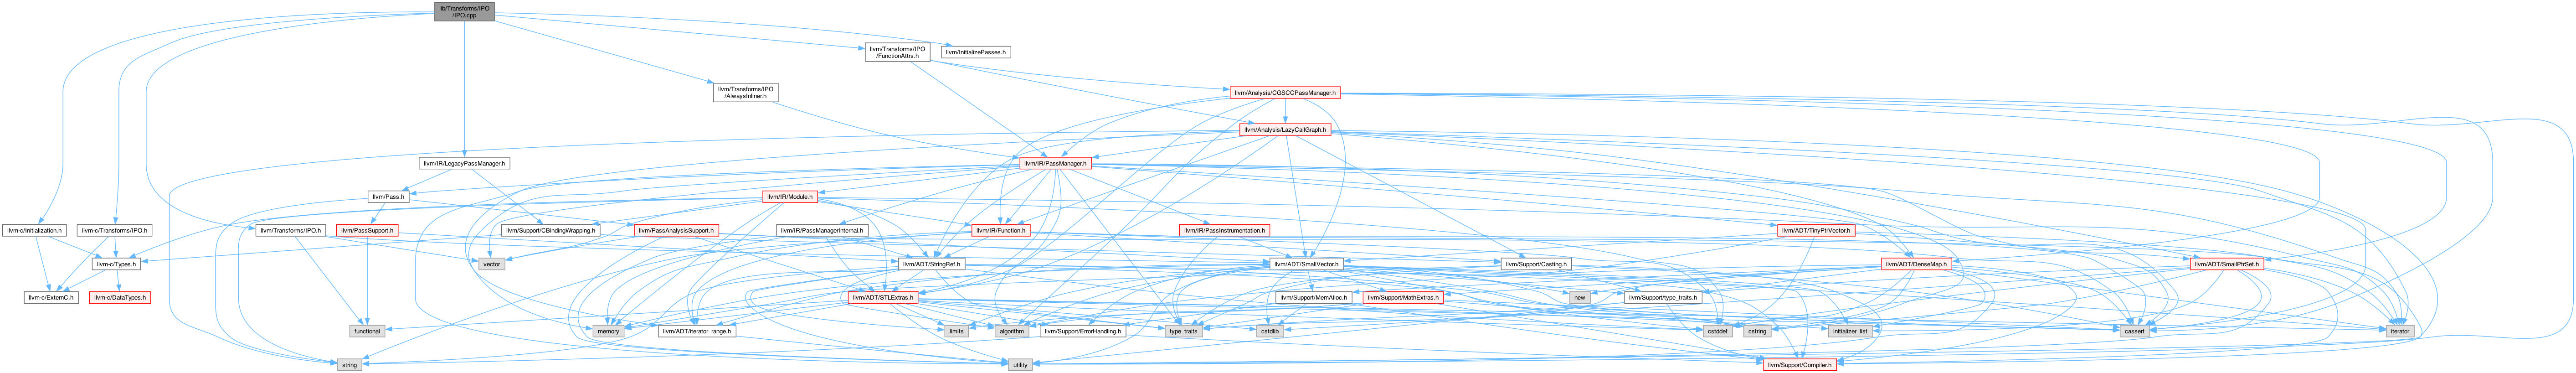 lib/Transforms/IPO
/IPO.cpp
llvm/Transforms/IPO
/FunctionAttrs.h
llvm/InitializePasses.h
llvm/Transforms/IPO
/AlwaysInliner.h
llvm/Analysis/CGSCCPassManager.h
llvm/Analysis/LazyCallGraph.h
llvm/IR/LegacyPassManager.h
llvm/IR/PassManager.h
llvm/Pass.h
llvm/IR/Module.h
llvm-c/Initialization.h
llvm-c/Transforms/IPO.h
llvm/Transforms/IPO.h
llvm/PassSupport.h
llvm/Support/CBindingWrapping.h
llvm/PassAnalysisSupport.h
llvm/IR/PassManagerInternal.h
llvm/IR/Function.h
llvm/IR/PassInstrumentation.h
llvm/ADT/TinyPtrVector.h
llvm-c/Types.h
vector
llvm/ADT/StringRef.h
llvm/ADT/SmallVector.h
llvm/Support/Casting.h
llvm/ADT/DenseMap.h
llvm/ADT/SmallPtrSet.h
llvm-c/ExternC.h
llvm-c/DataTypes.h
llvm/ADT/STLExtras.h
llvm/Support/MemAlloc.h
llvm/Support/MathExtras.h
new
llvm/Support/type_traits.h
functional
memory
llvm/ADT/iterator_range.h
limits
algorithm
llvm/Support/ErrorHandling.h
type_traits
cstdlib
cstddef
cstring
initializer_list
cassert
iterator
string
utility
llvm/Support/Compiler.h